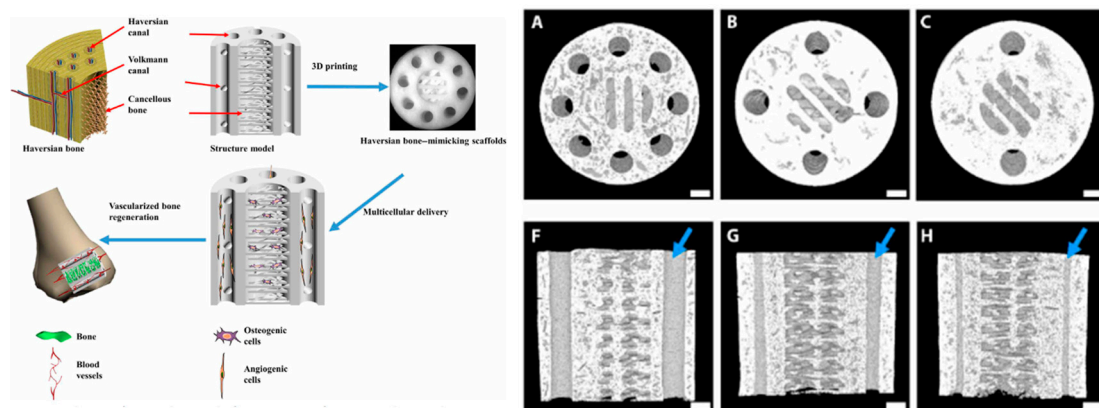 Haversian
canal
Volkmann
canal
Cancellous
bone
Haversian bone
Structure model
3D printing
Haversian bone–mimicking scaffolds
Vascularized bone
regeneration
Multicellular delivery
Bone
Blood
vessels
Osteogenic
cells
Angiogenic
cells
A
B
C
F
G
H